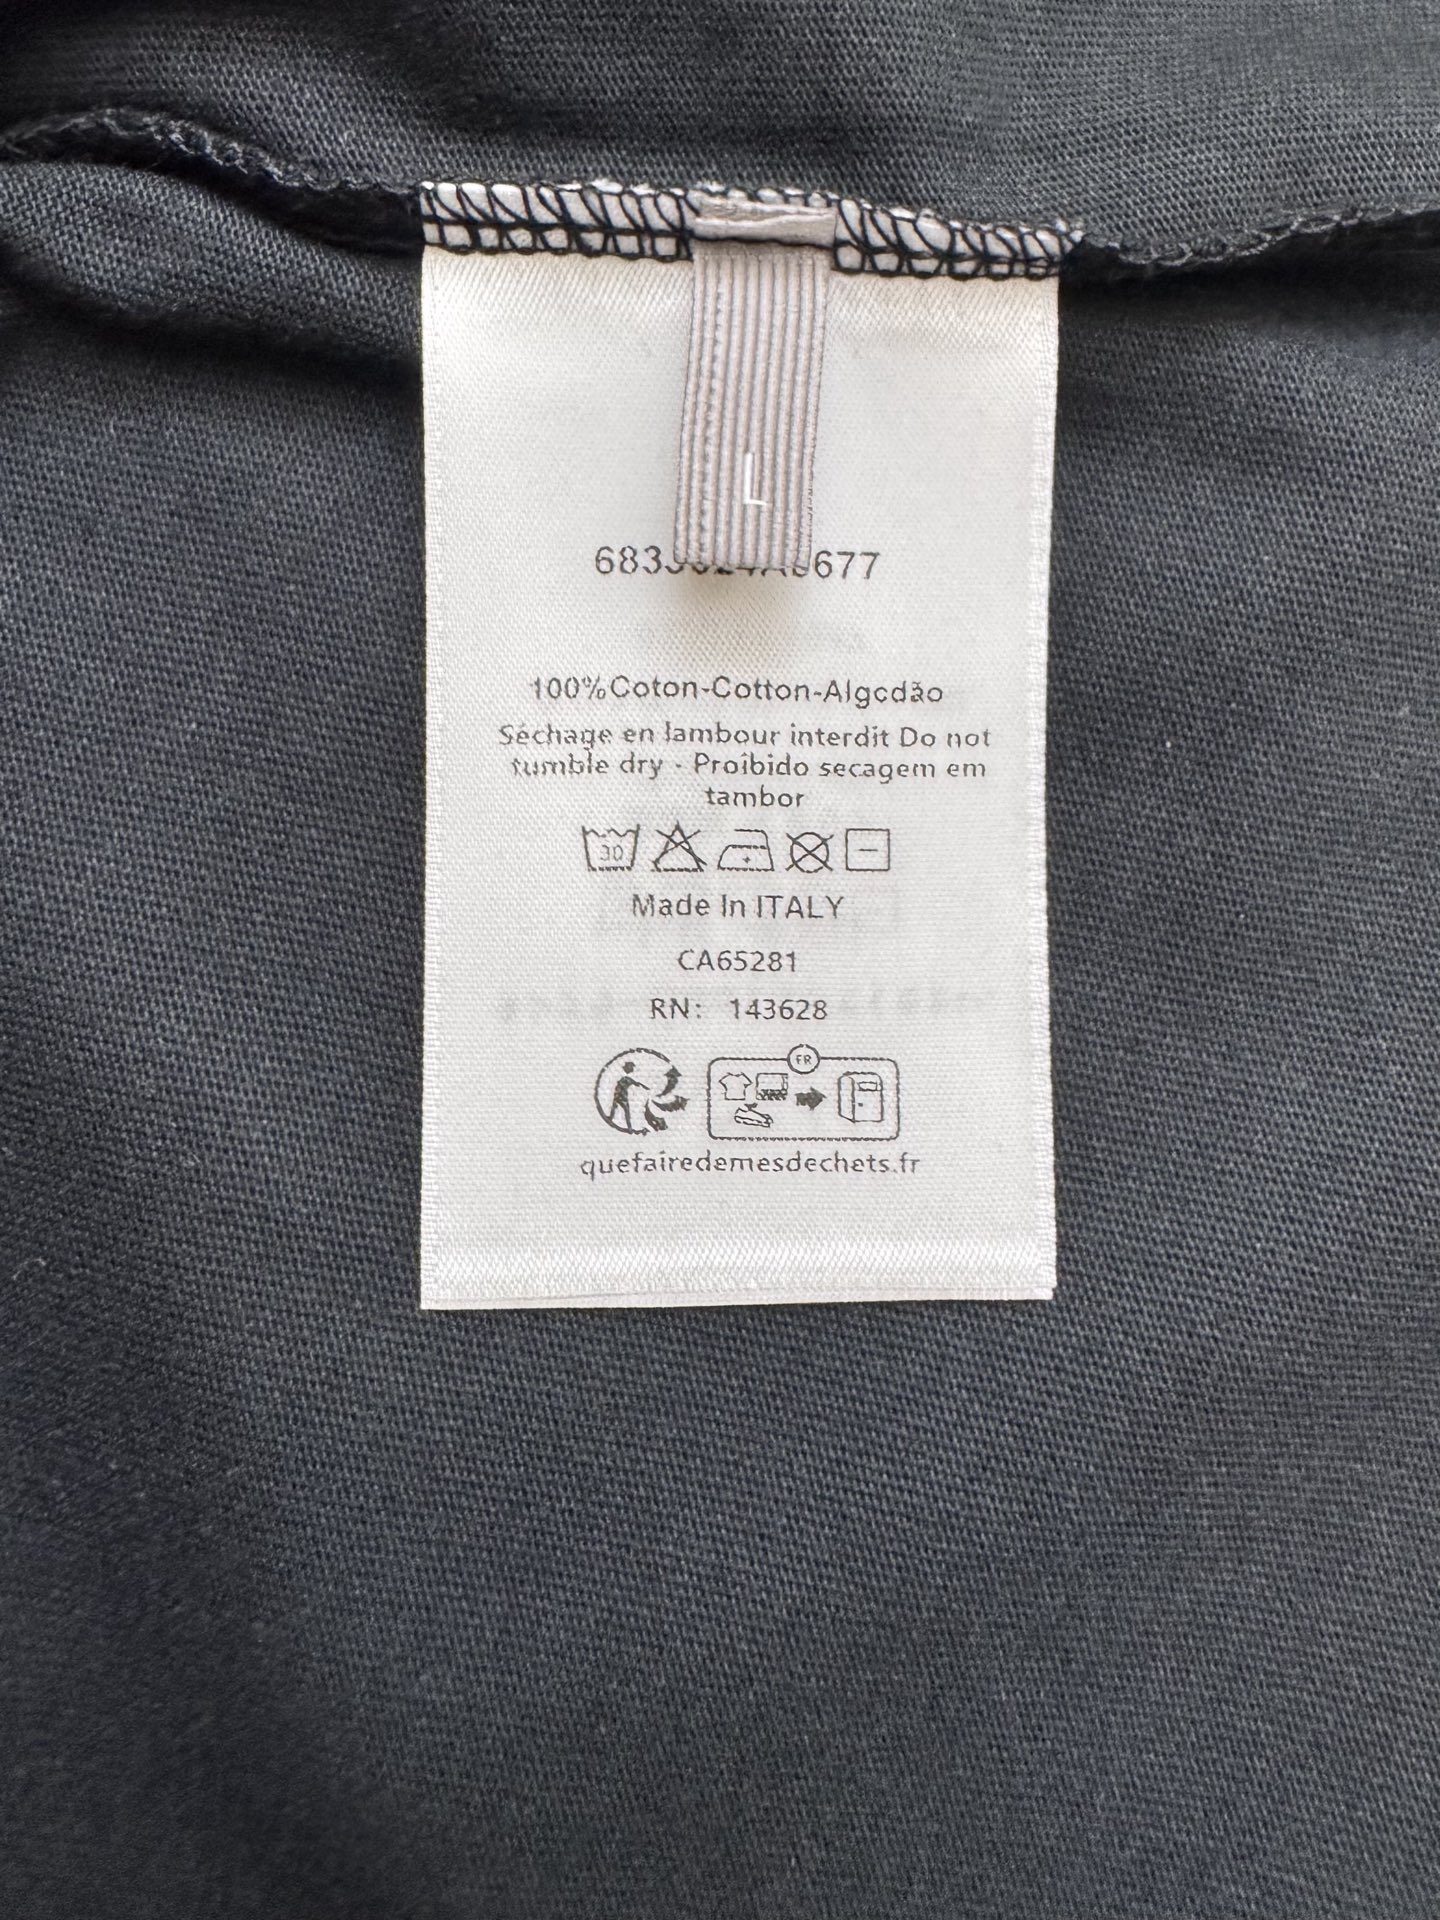 L
100%Coton-Cotton-Algodão
Séchage en lambour interdit Do not
tumble dry - Proîbido secagem em
tambor
30
Made In ITALY
CA65281
RN: 143628
FR
quefairedemesdechets.fr